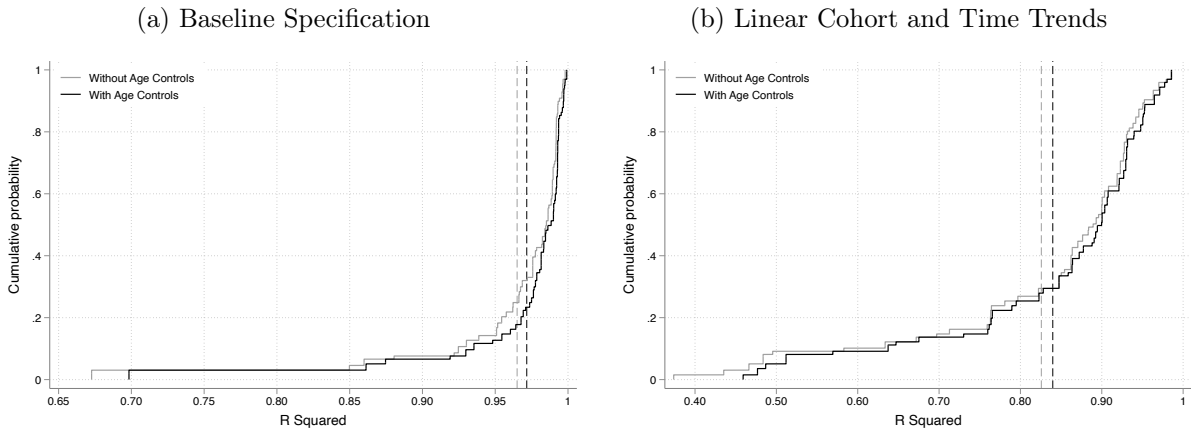 (a) Baseline Specification
Without Age Controls
With Age Controls
Cumulative probability
1
.8
.6
.4
.2
0
0.65 0.70 0.75 0.80 0.85 0.90 0.95 1
R Squared
(b) Linear Cohort and Time Trends
Without Age Controls
With Age Controls
Cumulative probability
1
.8
.6
.4
.2
0
0.40 0.50 0.60 0.70 0.80 0.90 1
R Squared